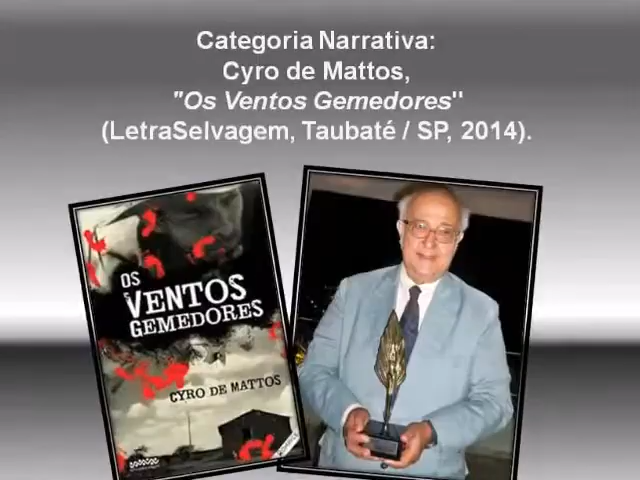 Categoria Narrativa:
Cyro de Mattos,
"Os Ventos Gemedores"
(LetraSelvagem, Taubaté / SP, 2014).
OS
VENTOS
GEMEDORES
CYRO DE MATTOS